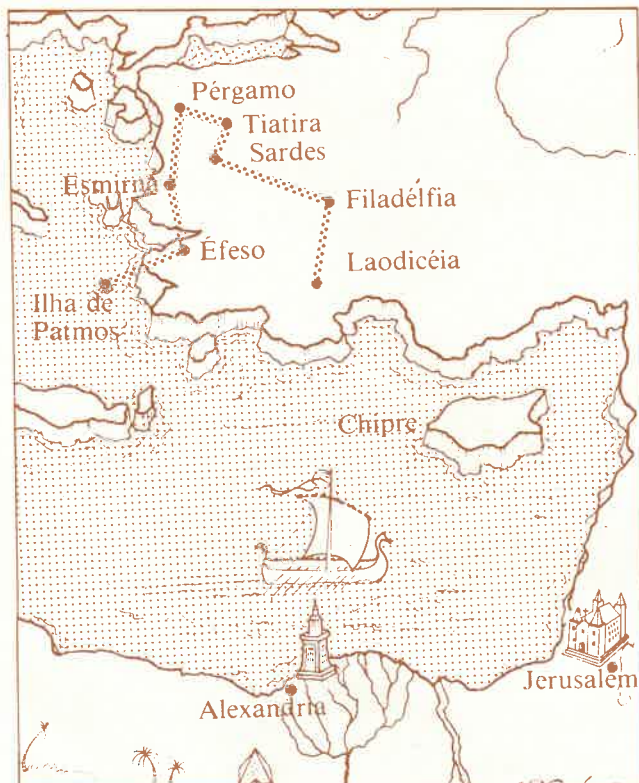 Pérgamo
Tiatira
Sardes
Esmirna
Filadélfia
Éfeso
Laodicéia
Ilha de
Patmos
Chipre
Jerusalém
Alexandria